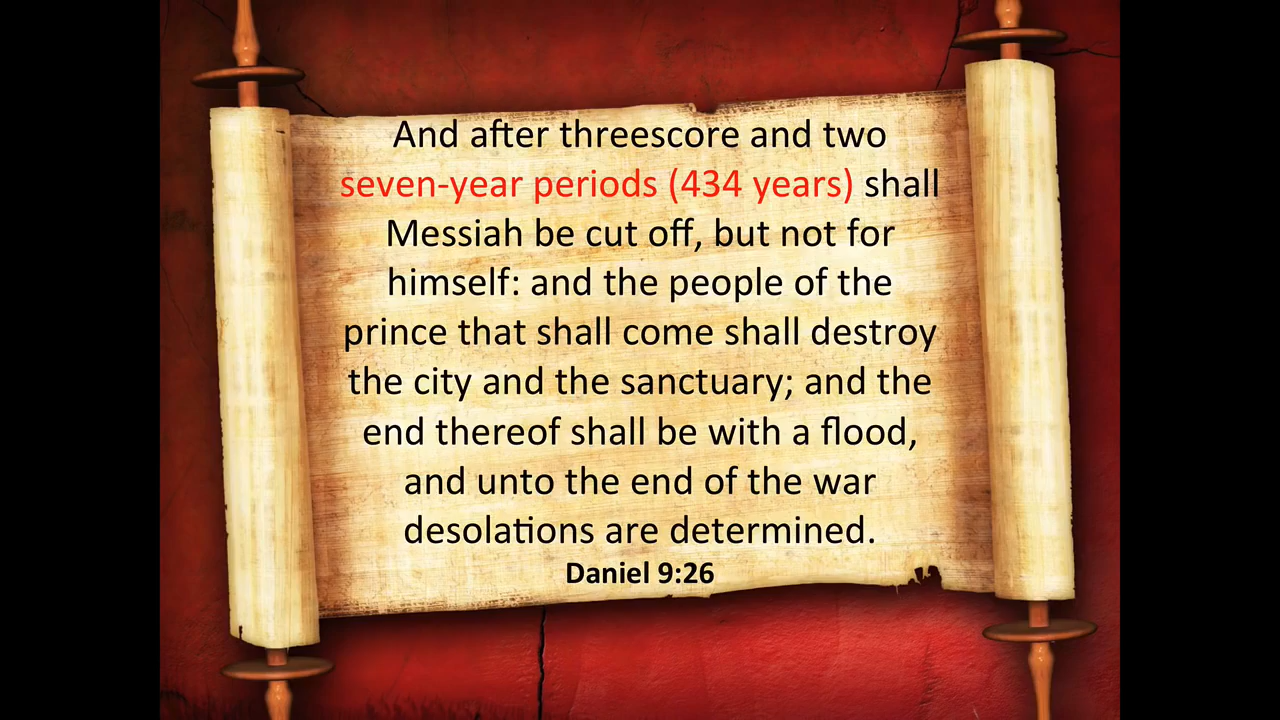 And after threescore and two
seven-year periods (434 years) shall
Messiah be cut off, but not for
himself: and the people of the
prince that shall come shall destroy
the city and the sanctuary; and the
end thereof shall be with a flood,
and unto the end of the war
desolations are determined.
Daniel 9:26